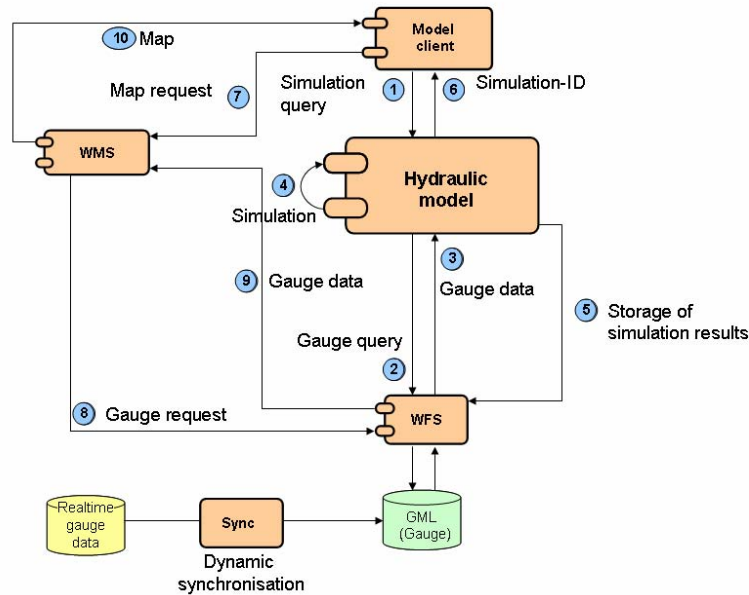 10 Map
Model
client
Map request
7
Simulation
query
1
6
Simulation-ID
WMS
Hydraulic
model
4
Simulation
3
Gauge data
9
Gauge data
5
Storage of
simulation results
Gauge query
2
8
Gauge request
WFS
Realtime
gauge
data
Sync
GML
(Gauge)
Dynamic
synchronisation